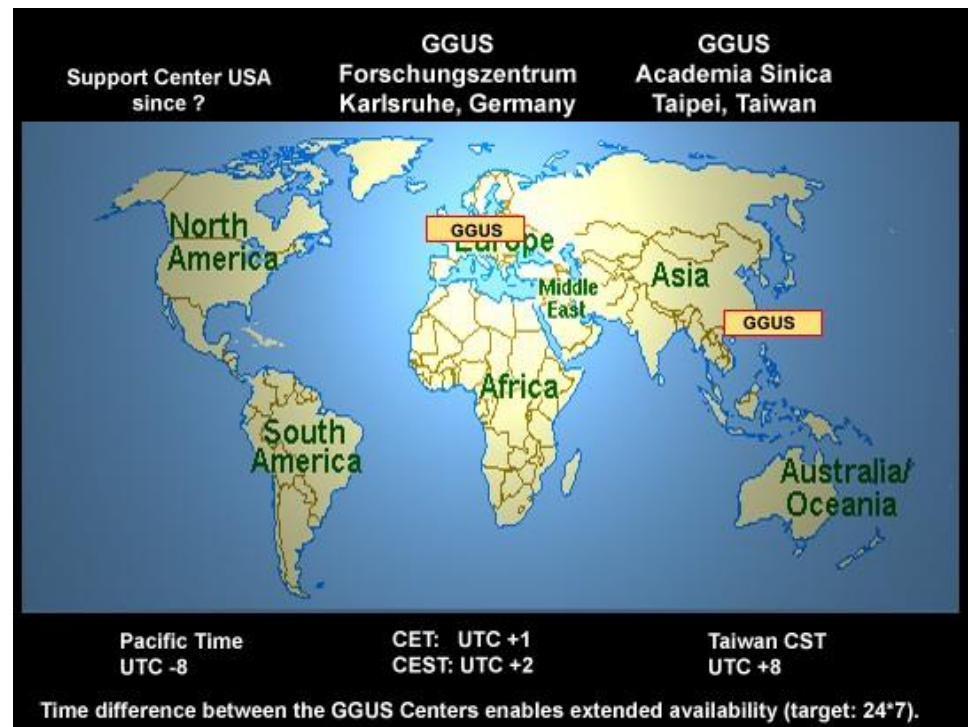 Support Center USA
since ?
GGUS
Forschungszentrum
Karlsruhe, Germany
GGUS
Academia Sinica
Taipei, Taiwan
North
America
GGUS
Europe
Middle
East
Asia
GGUS
Africa
South
America
Australia/
Oceania
Pacific Time
UTC -8
CET: UTC +1
CEST: UTC +2
Taiwan CST
UTC +8
Time difference between the GGUS Centers enables extended availability (target: 24*7).